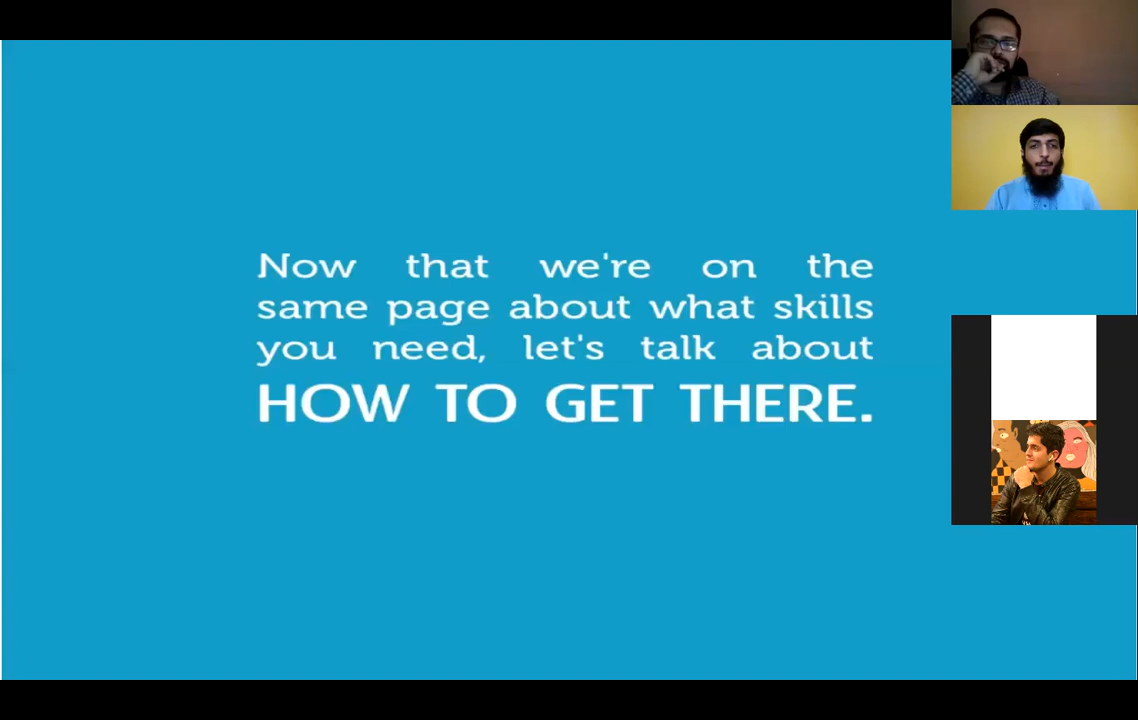 Now that we're on the
same page about what skills
you need, let's talk about
HOW TO GET THERE.